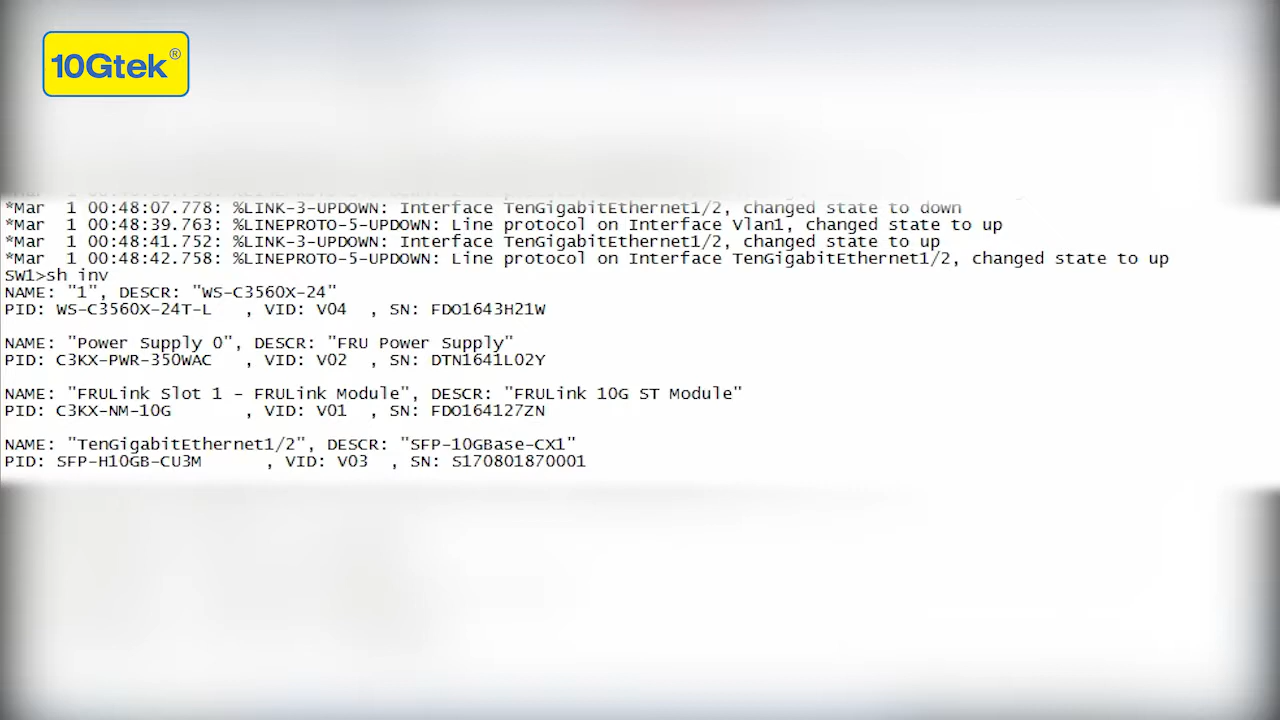 10Gtek®
*Mar  1 00:48:07.778: %LINK-3-UPDOWN: Interface TenGigabitEthernet1/2, changed state to down
*Mar  1 00:48:39.763: %LINEPROTO-5-UPDOWN: Line protocol on Interface Vlan1, changed state to up
*Mar  1 00:48:41.752: %LINK-3-UPDOWN: Interface TenGigabitEthernet1/2, changed state to up
*Mar  1 00:48:42.758: %LINEPROTO-5-UPDOWN: Line protocol on Interface TenGigabitEthernet1/2, changed state to up
SW1>sh inv
NAME: "1", DESCR: "WS-C3560X-24"
PID: WS-C3560X-24T-L   , VID: V04  , SN: FDO1643H21W
NAME: "Power Supply 0", DESCR: "FRU Power Supply"
PID: C3KX-PWR-350WAC   , VID: V02  , SN: DTN1641L02Y
NAME: "FRULink Slot 1 - FRULink Module", DESCR: "FRULink 10G ST Module"
PID: C3KX-NM-10G       , VID: V01  , SN: FDO164127ZN
NAME: "TenGigabitEthernet1/2", DESCR: "SFP-10GBase-CX1"
PID: SFP-H10GB-CU3M      , VID: V03  , SN: S170801870001